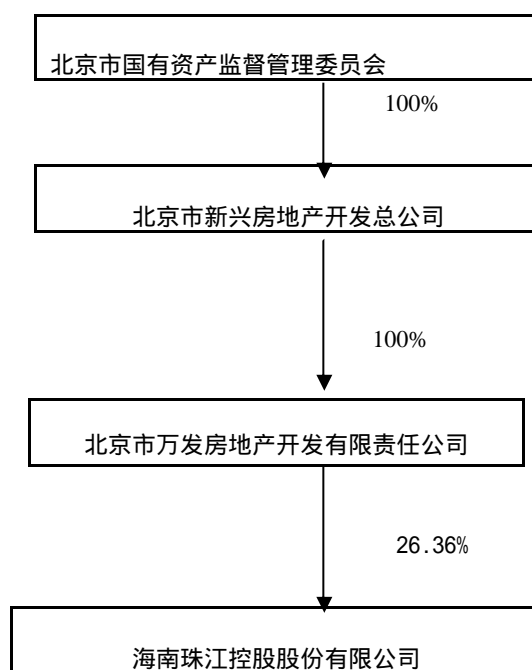 北京市国有资产监督管理委员会
100%
北京市新兴房地产开发总公司
100%
北京市万发房地产开发有限责任公司
26.36%
海南珠江控股股份有限公司